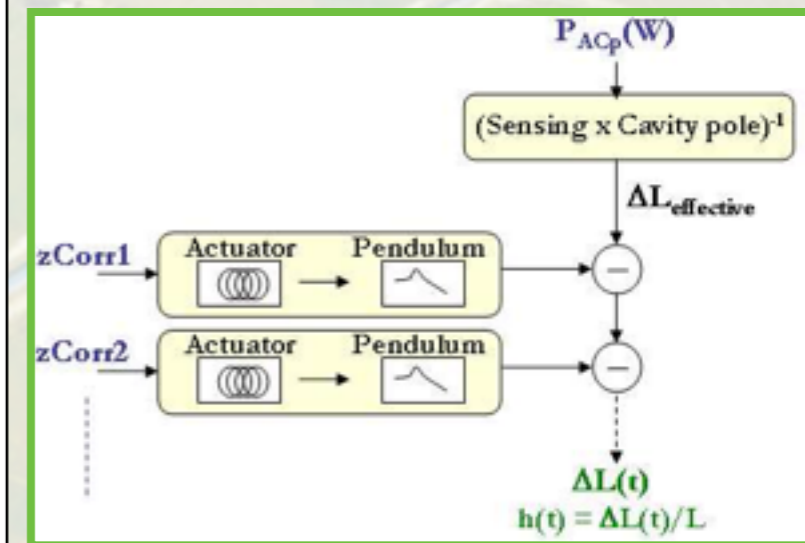 P_ACp(W)
(Sensing x Cavity pole)⁻¹
ΔL_effective
zCorr1
Actuator
Pendulum
zCorr2
Actuator
Pendulum
ΔL(t)
h(t) = ΔL(t)/L